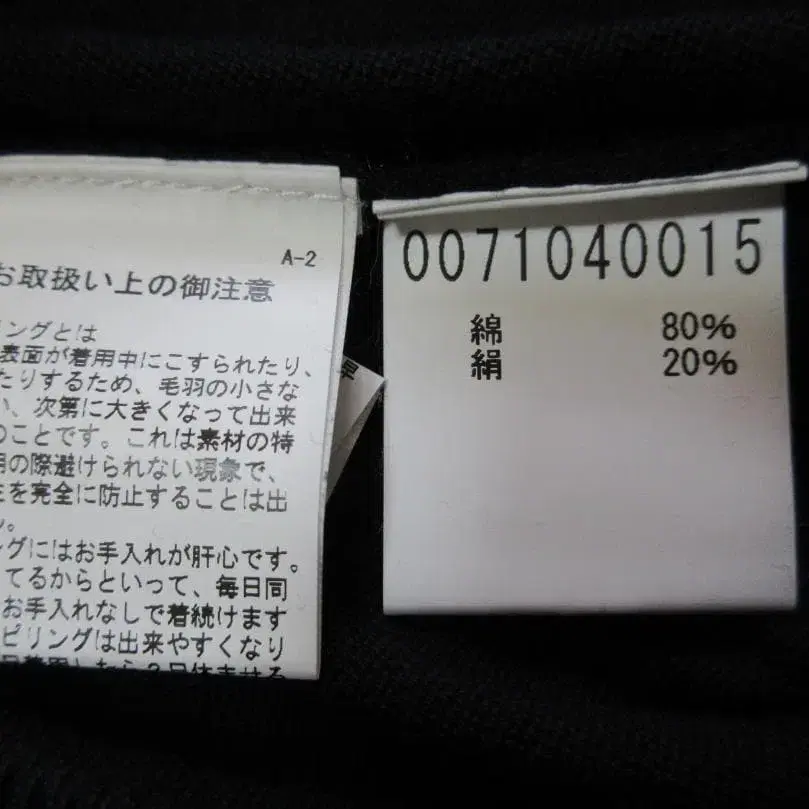 A-2
お取扱い上の御注意
ングとは
表面が着用中にこすられたり、
たりするため、毛羽の小さな
い、次第に大きくなって出来
のことです。これは素材の特
用の際避けられない現象で、
生を完全に防止することは出
ん。
ングにはお手入れが肝心です。
てるからといって、毎日同
お手入れなしで着続けます
ピリングは出来やすくなり
0071040015
綿 80%
絹 20%